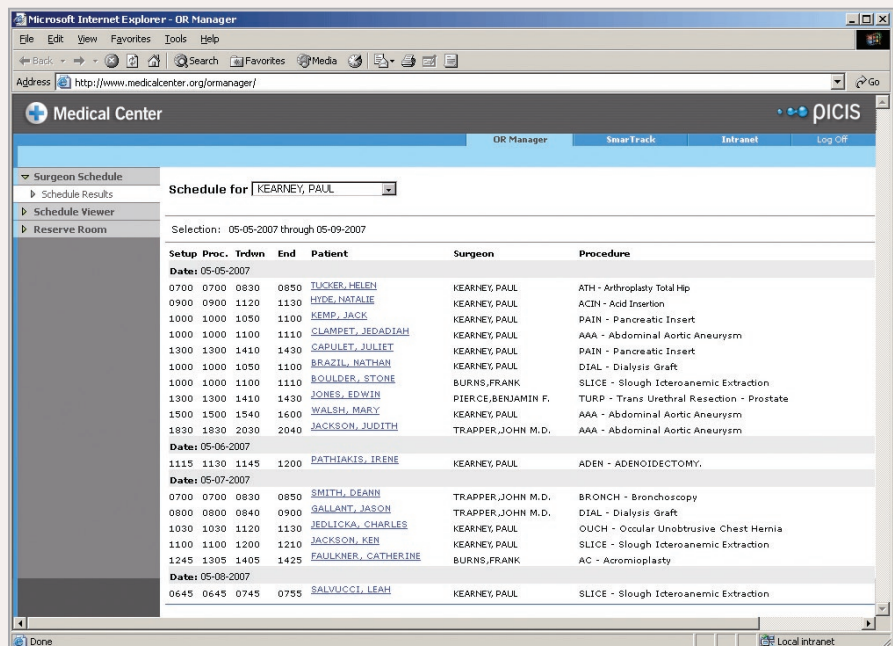 Microsoft Internet Explorer - OR Manager
File Edit View Favorites Tools Help
Back Search Favorites Media
Address http://www.medicalcenter.org/ormanager/ Go
Medical Center PICIS
OR Manager SmarTrack Intranet Log Off
Surgeon Schedule
Schedule Results
Schedule Viewer
Reserve Room
Schedule for KEARNEY, PAUL
Selection: 05-05-2007 through 05-09-2007
Setup Proc. Trdwn End Patient Surgeon Procedure
Date: 05-05-2007
0700 0700 0830 0850 TUCKER, HELEN KEARNEY, PAUL ATH - Arthroplasty Total Hip
0900 0900 1120 1130 HYDE, NATALIE KEARNEY, PAUL ACIN - Acid Insertion
1000 1000 1050 1100 KEMP, JACK KEARNEY, PAUL PAIN - Pancreatic Insert
1000 1000 1100 1110 CLAMPET, JEDADIAH KEARNEY, PAUL AAA - Abdominal Aortic Aneurysm
1300 1300 1410 1430 CAPULET, JULIET KEARNEY, PAUL PAIN - Pancreatic Insert
1000 1000 1050 1100 BRAZIL, NATHAN KEARNEY, PAUL DIAL - Dialysis Graft
1000 1000 1100 1110 BOULDER, STONE BURNS,FRANK SLICE - Slough Icteroanemic Extraction
1300 1300 1410 1430 JONES, EDWIN PIERCE,BENJAMIN F. TURP - Trans Urethral Resection - Prostate
1500 1500 1540 1600 WALSH, MARY KEARNEY, PAUL AAA - Abdominal Aortic Aneurysm
1830 1830 2030 2040 JACKSON, JUDITH TRAPPER,JOHN M.D. AAA - Abdominal Aortic Aneurysm
Date: 05-06-2007
1115 1130 1145 1200 PATHIAKIS, IRENE KEARNEY, PAUL ADEN - ADENOIDECTOMY.
Date: 05-07-2007
0700 0700 0830 0850 SMITH, DEANN TRAPPER,JOHN M.D. BRONCH - Bronchoscopy
0800 0800 0840 0900 GALLANT, JASON TRAPPER,JOHN M.D. DIAL - Dialysis Graft
1030 1030 1120 1130 JEDLICKA, CHARLES KEARNEY, PAUL OUCH - Occular Unobtrusive Chest Hernia
1100 1100 1200 1210 JACKSON, KEN KEARNEY, PAUL SLICE - Slough Icteroanemic Extraction
1245 1305 1405 1425 FAULKNER, CATHERINE BURNS,FRANK AC - Acromioplasty
Date: 05-08-2007
0645 0645 0745 0755 SALVUCCI, LEAH KEARNEY, PAUL SLICE - Slough Icteroanemic Extraction
Done Local intranet